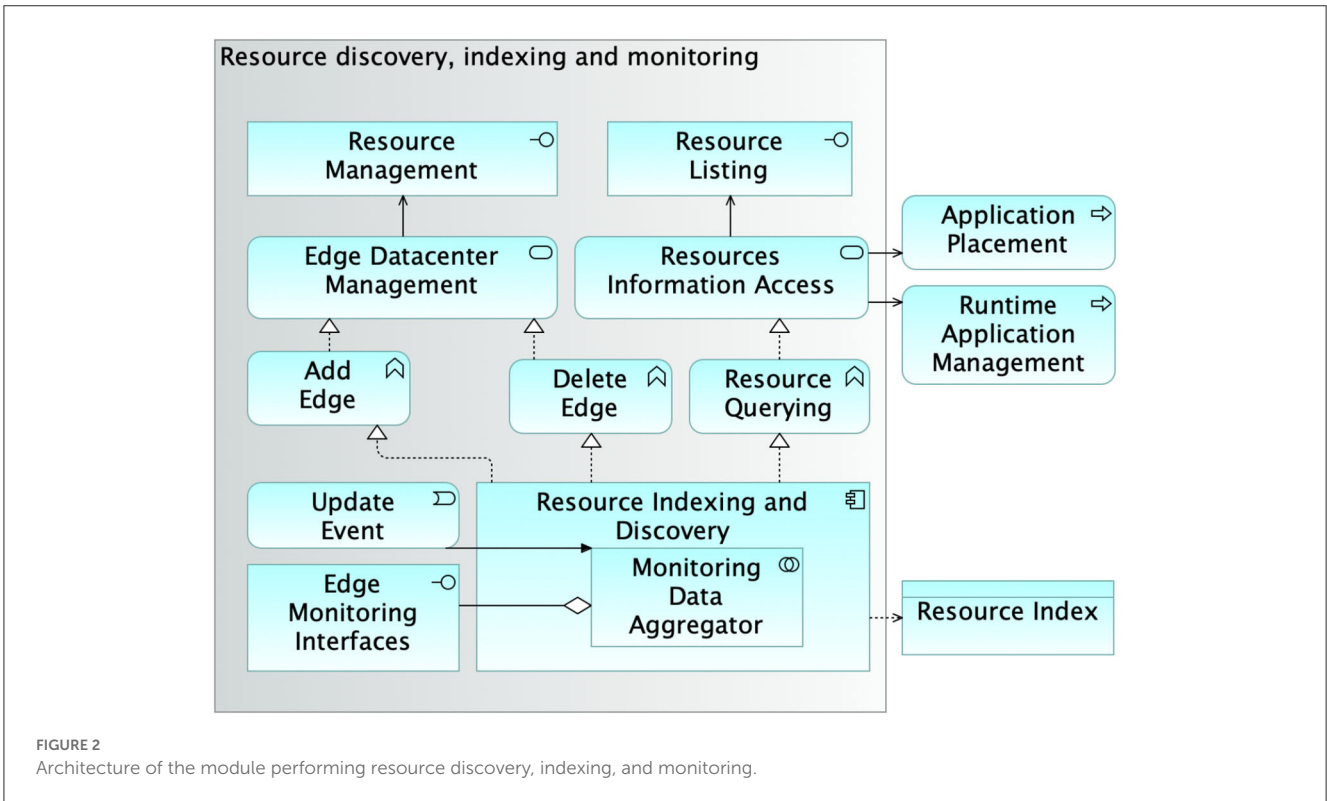 Resource discovery, indexing and monitoring
Resource
Management
Resource
Listing
Edge Datacenter
Management
Resources
Information Access
Application
Placement
Runtime
Application
Management
Add
Edge
Delete
Edge
Resource
Querying
Update
Event
Resource Indexing and
Discovery
Edge
Monitoring
Interfaces
Monitoring
Data
Aggregator
Resource Index
FIGURE 2
Architecture of the module performing resource discovery, indexing, and monitoring.